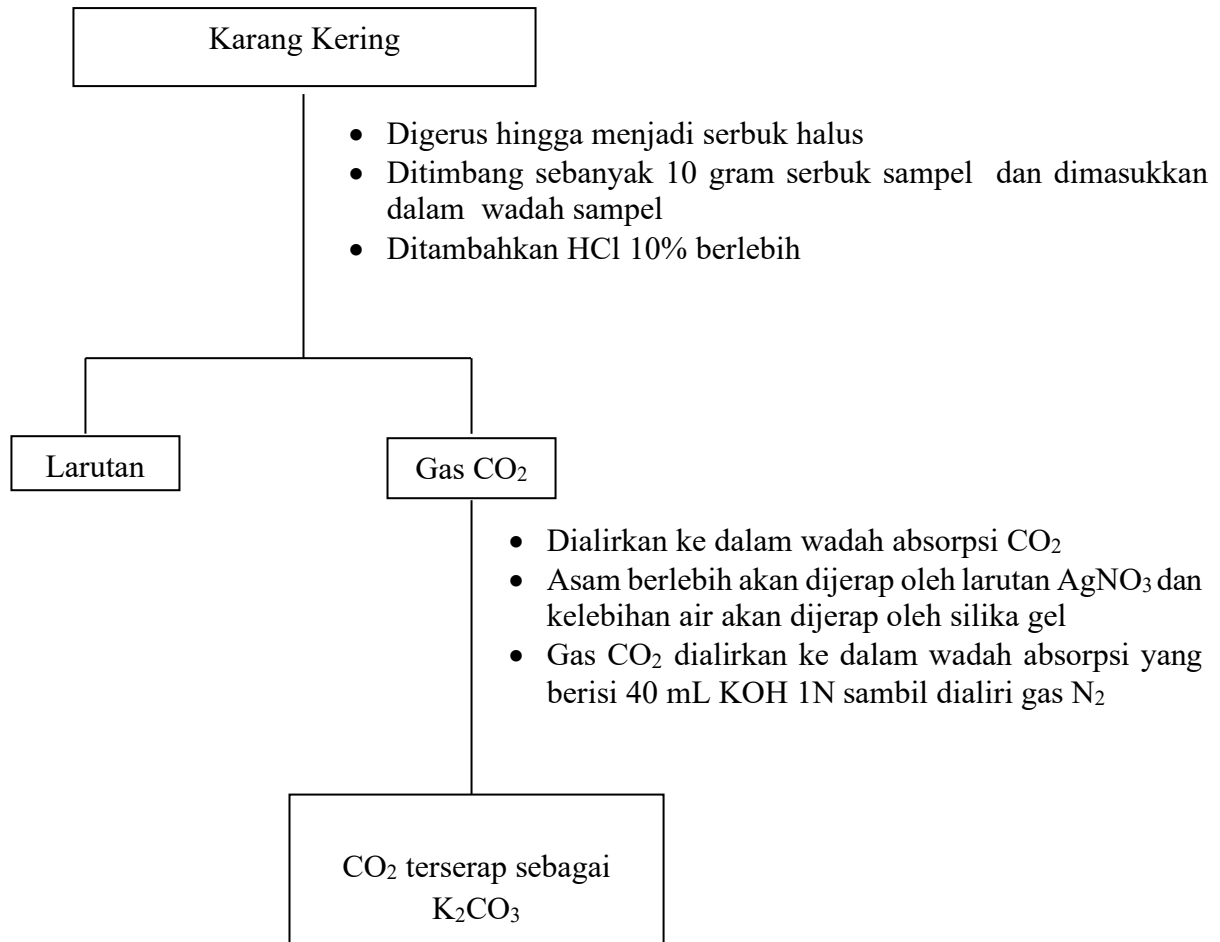 Karang Kering
• Digerus hingga menjadi serbuk halus
• Ditimbang sebanyak 10 gram serbuk sampel dan dimasukkan
dalam wadah sampel
• Ditambahkan HCl 10% berlebih
Larutan
Gas CO₂
• Dialirkan ke dalam wadah absorpsi CO₂
• Asam berlebih akan dijerap oleh larutan AgNO₃ dan
kelebihan air akan dijerap oleh silika gel
• Gas CO₂ dialirkan ke dalam wadah absorpsi yang
berisi 40 mL KOH 1N sambil dialiri gas N₂
CO₂ terserap sebagai
K₂CO₃